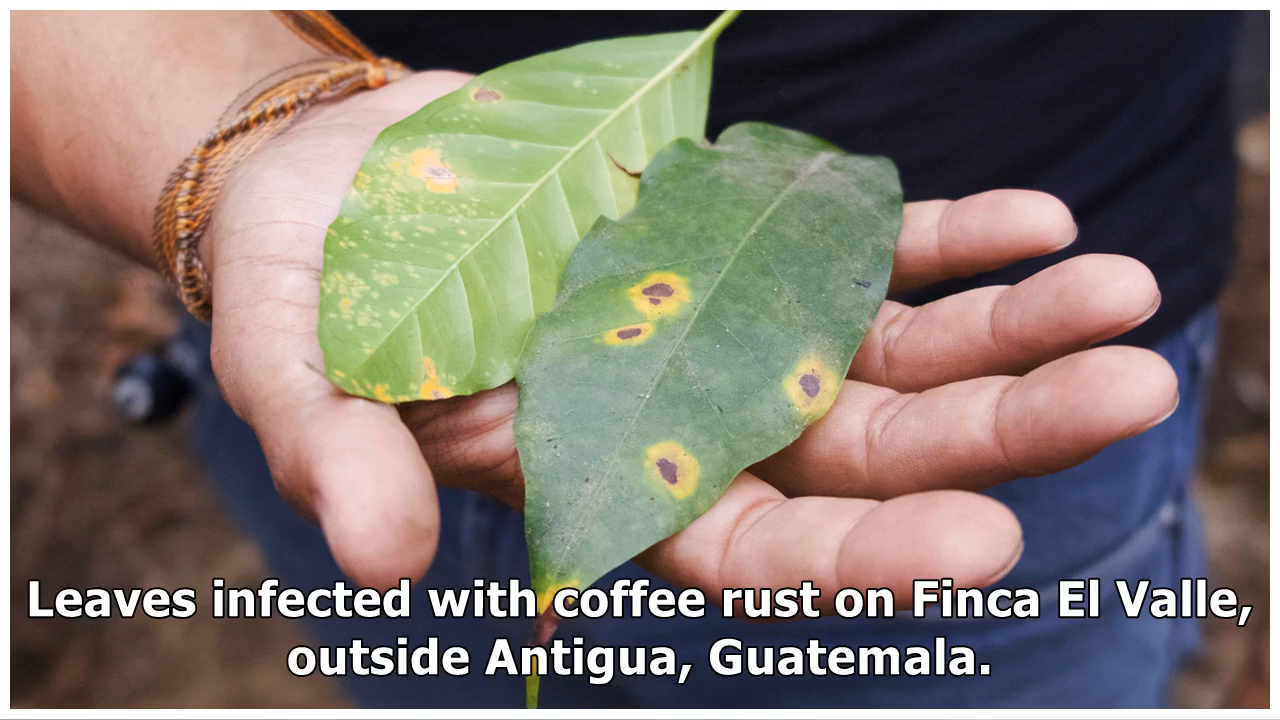 Leaves infected with coffee rust on Finca El Valle,
outside Antigua, Guatemala.